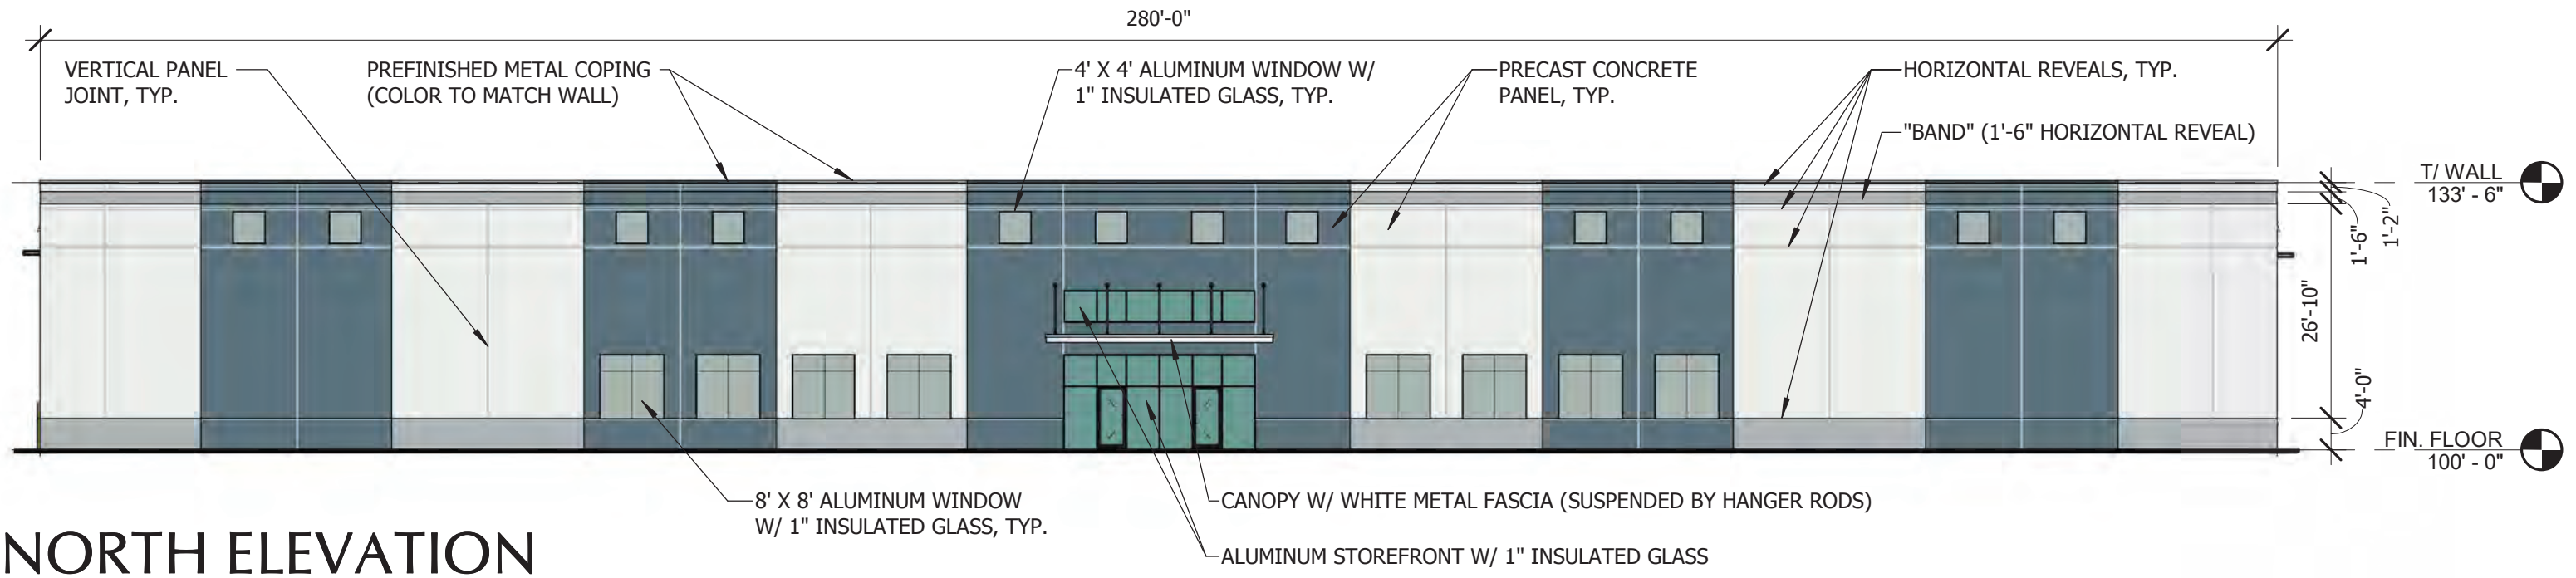 280'-0"
VERTICAL PANEL
JOINT, TYP.
PREFINISHED METAL COPING
(COLOR TO MATCH WALL)
4' X 4' ALUMINUM WINDOW W/
1" INSULATED GLASS, TYP.
PRECAST CONCRETE
PANEL, TYP.
HORIZONTAL REVEALS, TYP.
"BAND" (1'-6" HORIZONTAL REVEAL)
T/ WALL
133' - 6"
1'-2"
1'-6"
26'-10"
4'-0"
FIN. FLOOR
100' - 0"
8' X 8' ALUMINUM WINDOW
W/ 1" INSULATED GLASS, TYP.
CANOPY W/ WHITE METAL FASCIA (SUSPENDED BY HANGER RODS)
ALUMINUM STOREFRONT W/ 1" INSULATED GLASS
NORTH ELEVATION